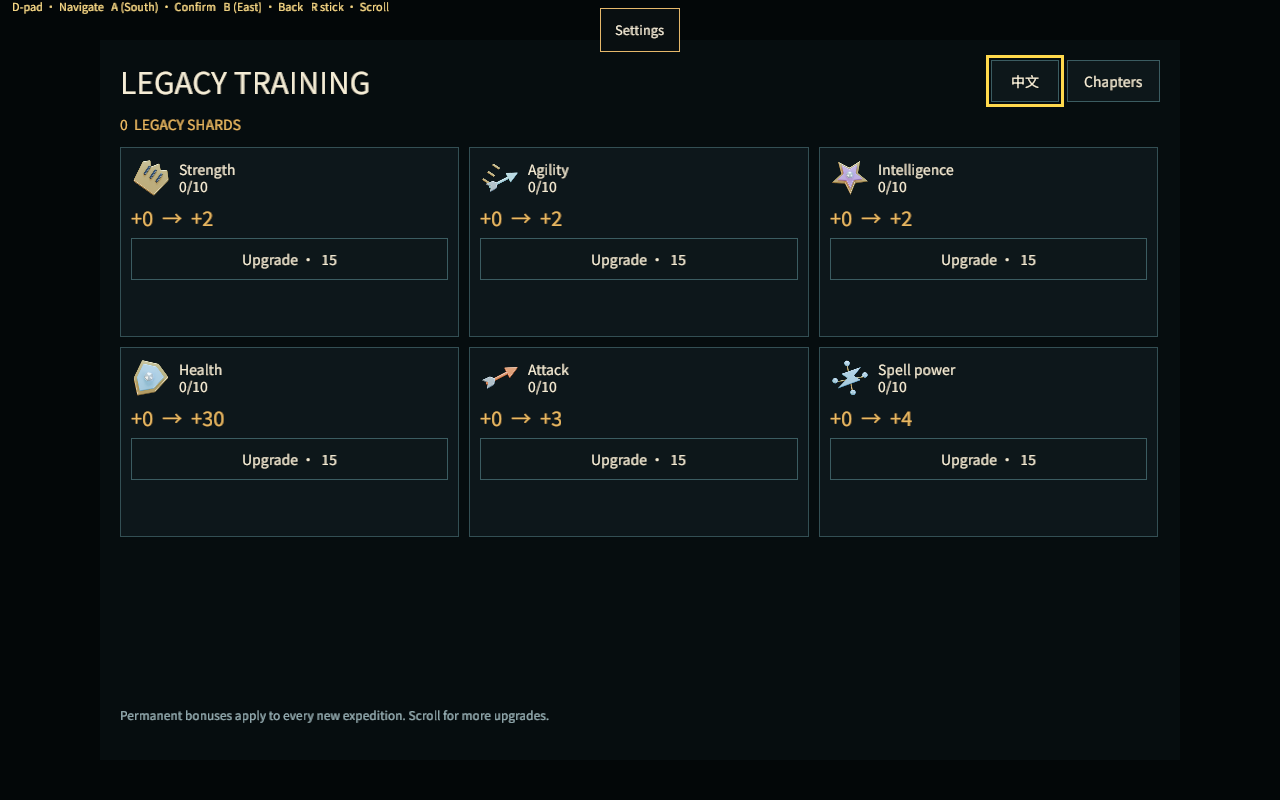 D-pad • Navigate A (South) • Confirm B (East) • Back R stick • Scroll
Settings
LEGACY TRAINING
中文
Chapters
0 LEGACY SHARDS
Strength
0/10
+0 → +2
Upgrade • 15
Agility
0/10
+0 → +2
Upgrade • 15
Intelligence
0/10
+0 → +2
Upgrade • 15
Health
0/10
+0 → +30
Upgrade • 15
Attack
0/10
+0 → +3
Upgrade • 15
Spell power
0/10
+0 → +4
Upgrade • 15
Permanent bonuses apply to every new expedition. Scroll for more upgrades.